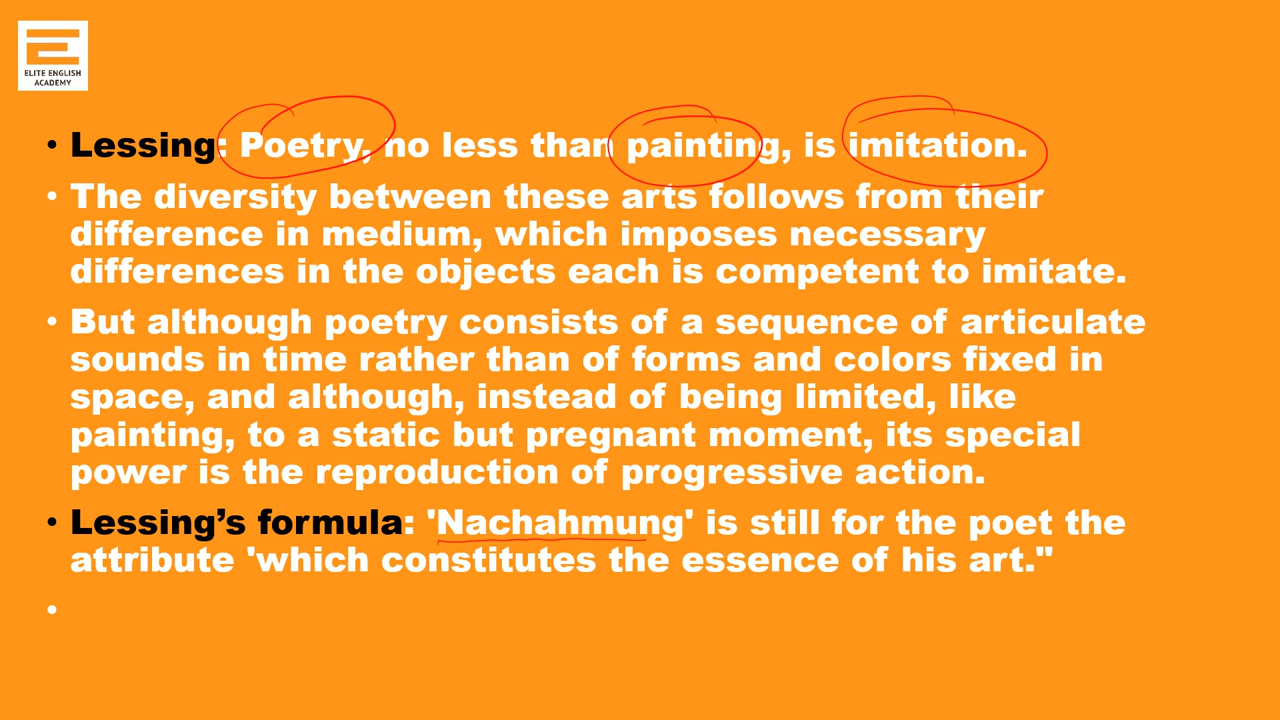 ELITE ENGLISH
ACADEMY
• Lessing: Poetry, no less than painting, is imitation.
• The diversity between these arts follows from their
difference in medium, which imposes necessary
differences in the objects each is competent to imitate.
• But although poetry consists of a sequence of articulate
sounds in time rather than of forms and colors fixed in
space, and although, instead of being limited, like
painting, to a static but pregnant moment, its special
power is the reproduction of progressive action.
• Lessing’s formula: 'Nachahmung' is still for the poet the
attribute 'which constitutes the essence of his art."
•